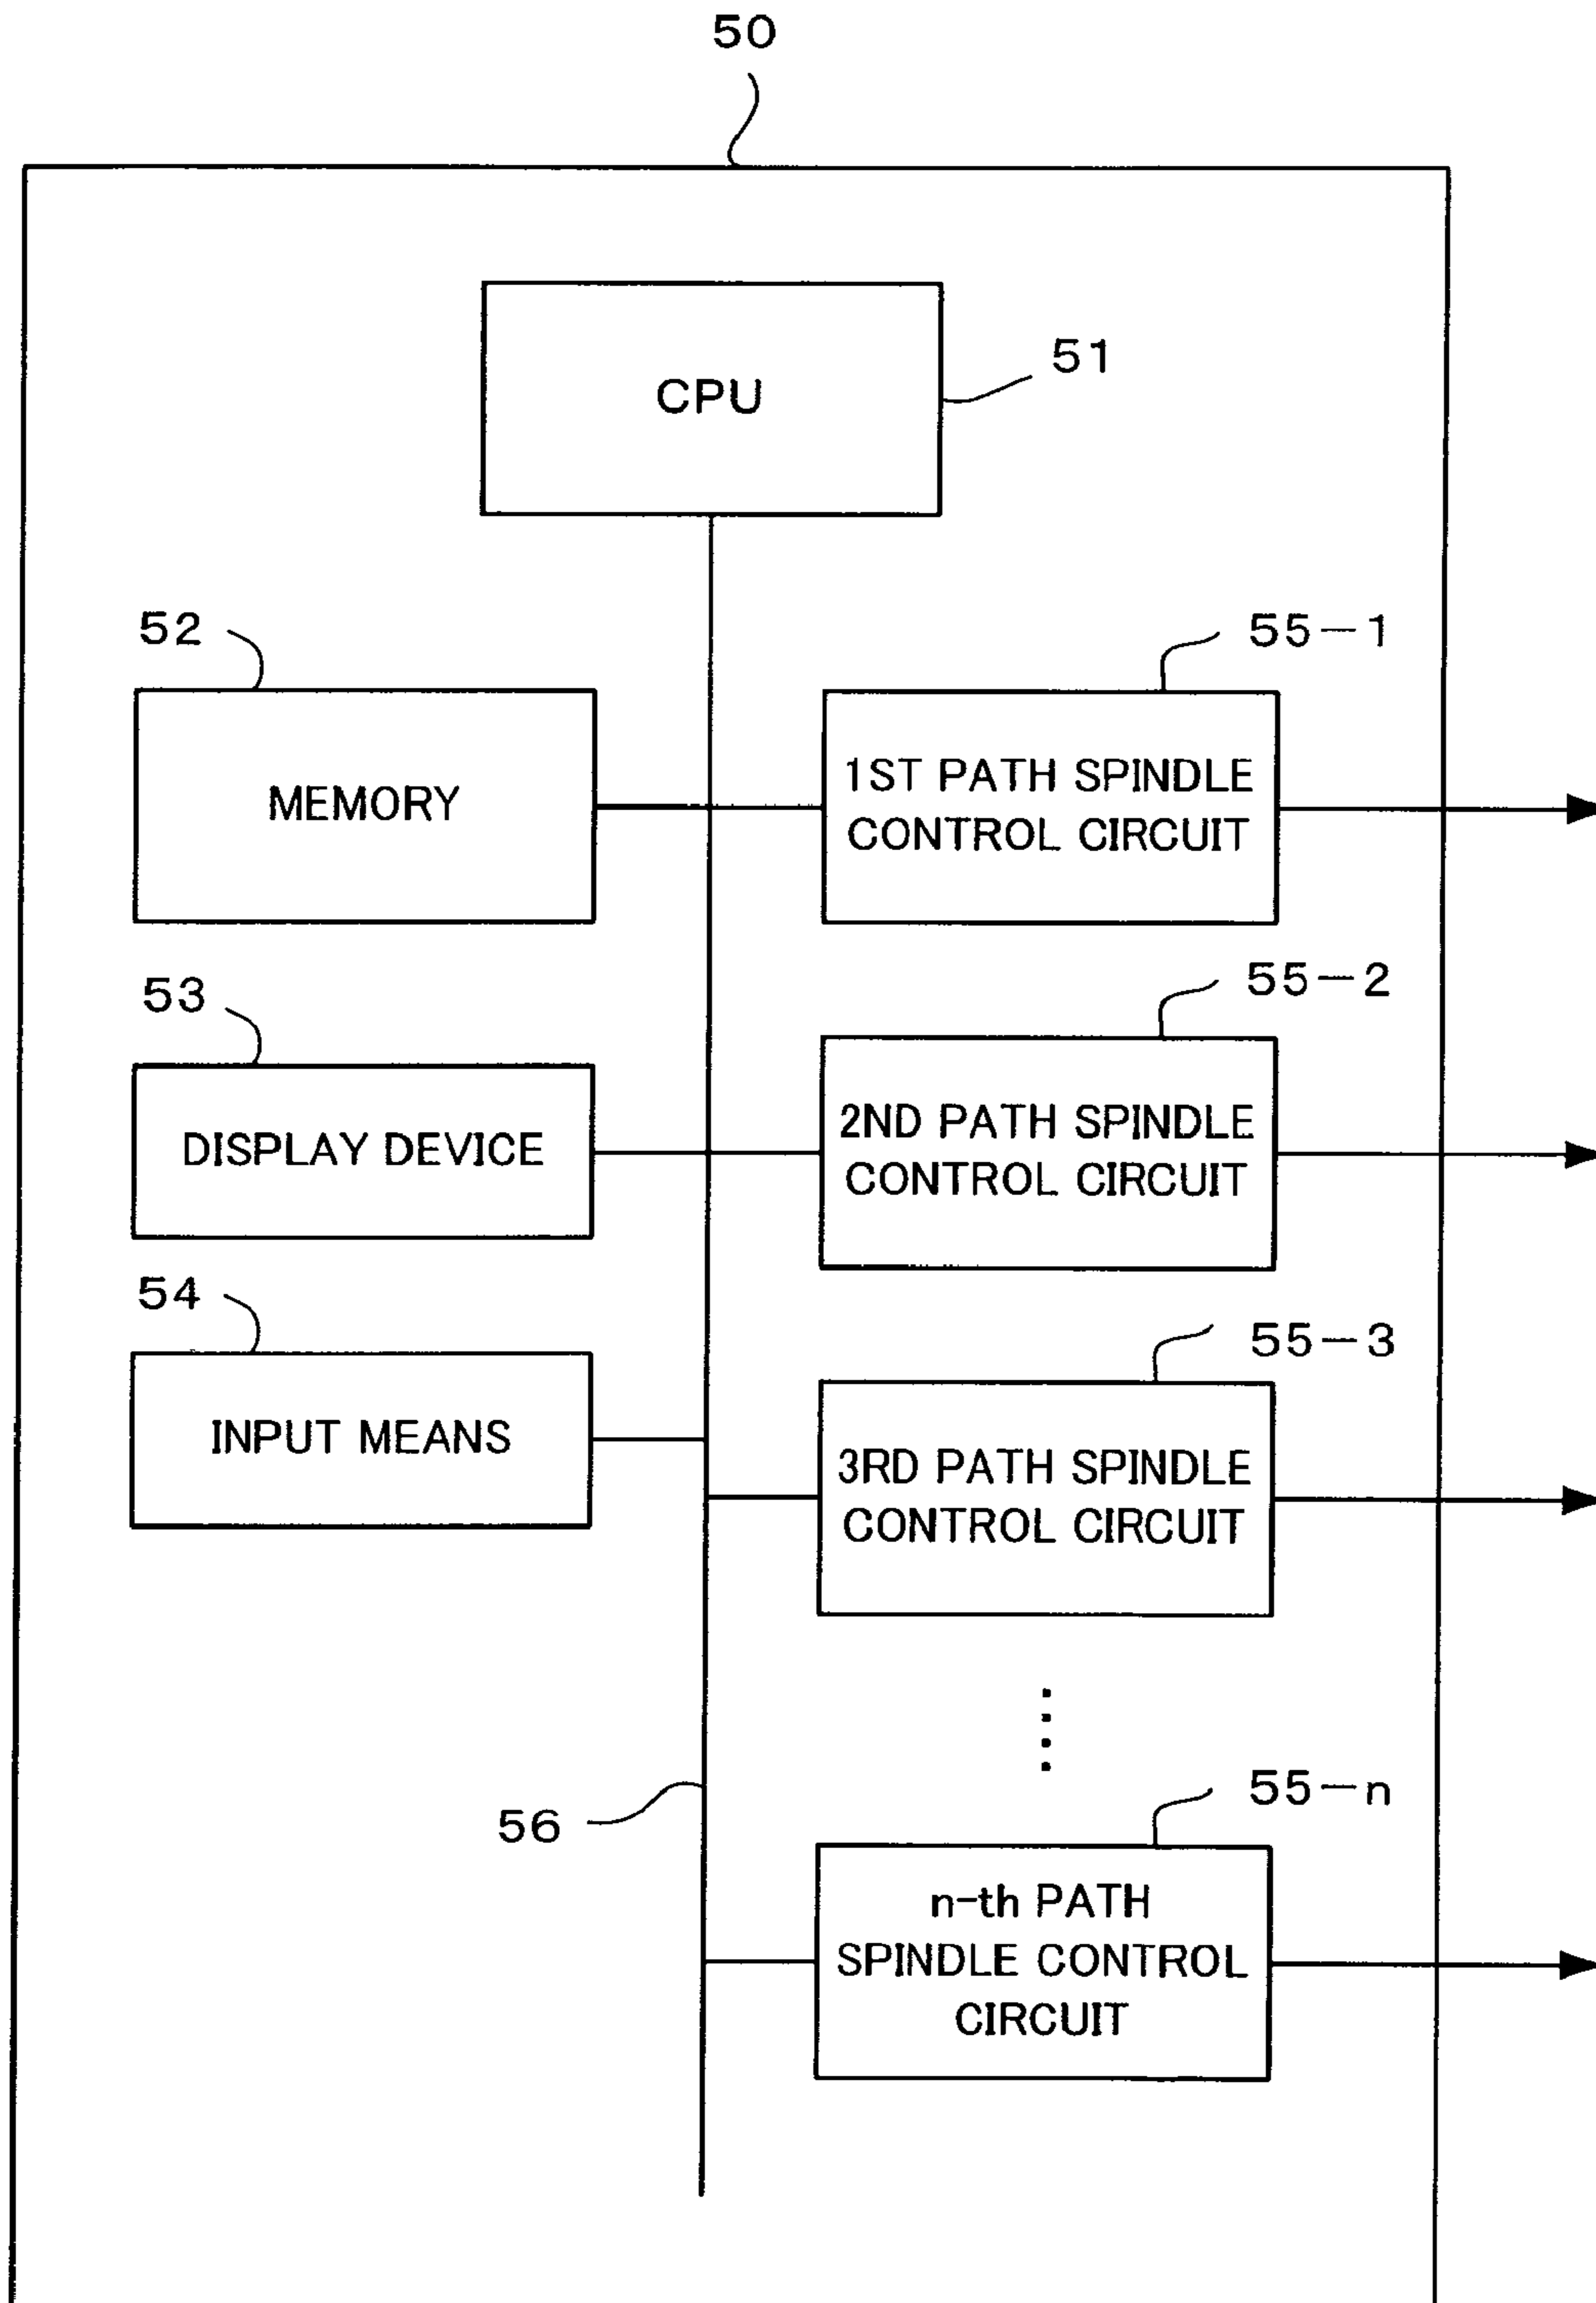 50
CPU
51
52
55-1
MEMORY
1ST PATH SPINDLE
CONTROL CIRCUIT
53
55-2
DISPLAY DEVICE
2ND PATH SPINDLE
CONTROL CIRCUIT
54
55-3
INPUT MEANS
3RD PATH SPINDLE
CONTROL CIRCUIT
56
55-n
n-th PATH
SPINDLE CONTROL
CIRCUIT